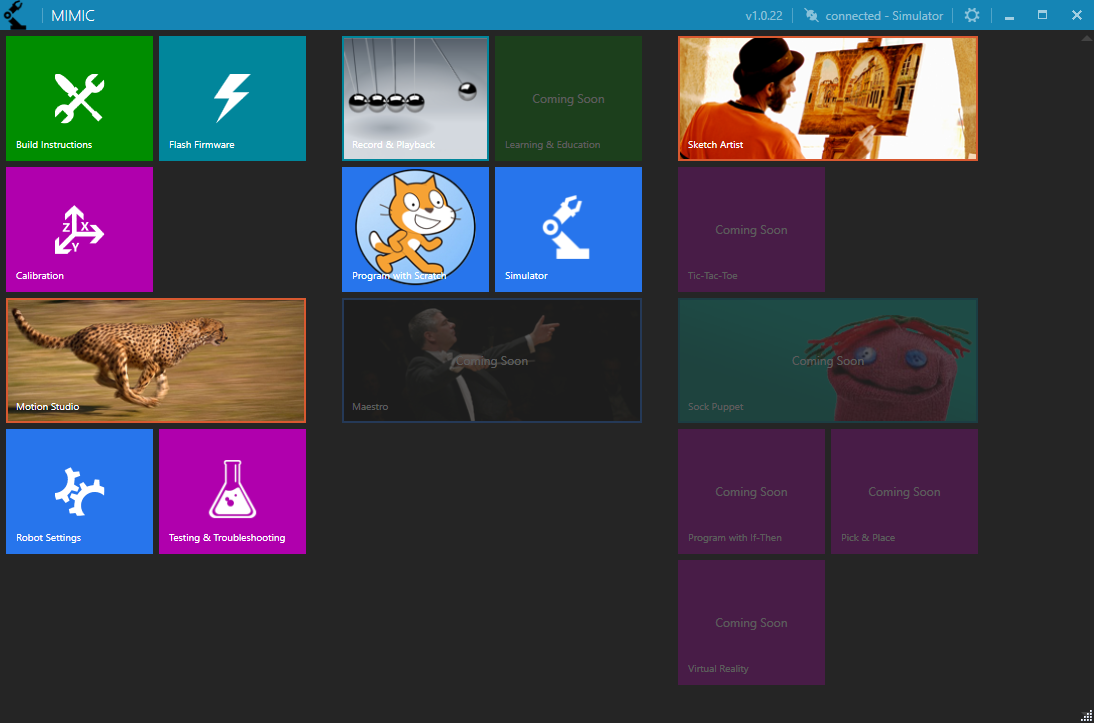 MIMIC
v1.0.22
connected - Simulator
Build Instructions
Flash Firmware
Calibration
Z
X
Y
Motion Studio
Robot Settings
Testing & Troubleshooting
Record & Playback
Coming Soon
Learning & Education
Program with Scratch
Simulator
Coming Soon
Maestro
Sketch Artist
Coming Soon
Tic-Tac-Toe
Coming Soon
Sock Puppet
Coming Soon
Program with If-Then
Coming Soon
Pick & Place
Coming Soon
Virtual Reality